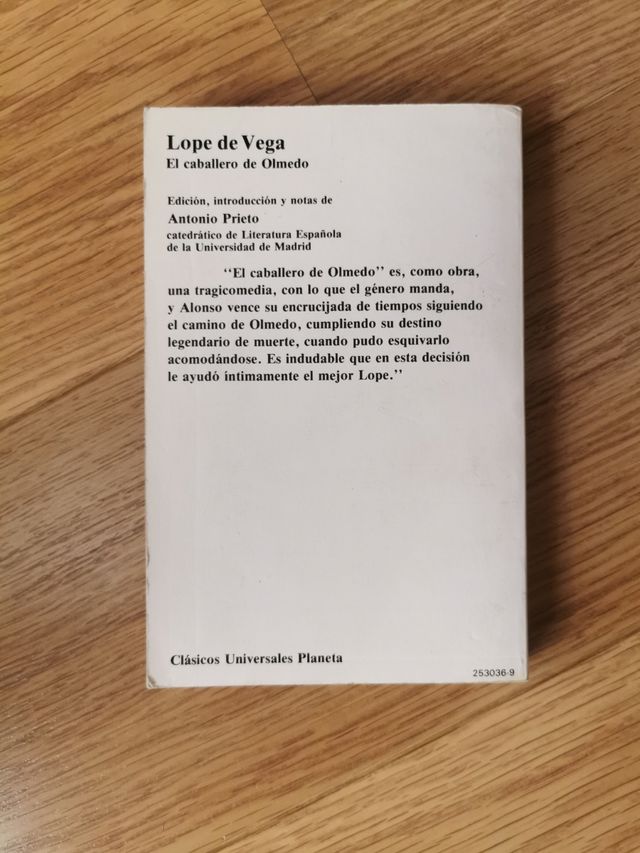 Lope de Vega
El caballero de Olmedo
Edición, introducción y notas de
Antonio Prieto
catedrático de Literatura Española
de la Universidad de Madrid
‘‘El caballero de Olmedo’’ es, como obra,
una tragicomedia, con lo que el género manda,
y Alonso vence su encrucijada de tiempos siguiendo
el camino de Olmedo, cumpliendo su destino
legendario de muerte, cuando pudo esquivarlo
acomodándose. Es indudable que en esta decisión
le ayudó íntimamente el mejor Lope.’’
Clásicos Universales Planeta
253036-9